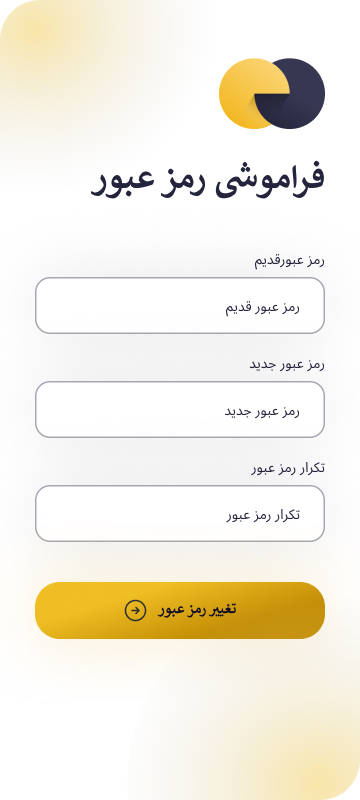 فراموشی رمز عبور
رمز عبورقدیم
رمز عبور قدیم
رمز عبور جدید
رمز عبور جدید
تکرار رمز عبور
تکرار رمز عبور
تغییر رمز عبور